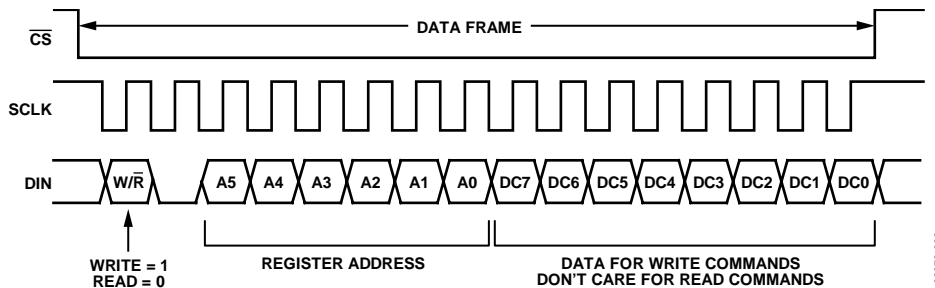 DATA FRAME
CS
SCLK
DIN W/R A5 A4 A3 A2 A1 A0 DC7 DC6 DC5 DC4 DC3 DC2 DC1 DC0
WRITE = 1
READ = 0
REGISTER ADDRESS
DATA FOR WRITE COMMANDS
DON'T CARE FOR READ COMMANDS